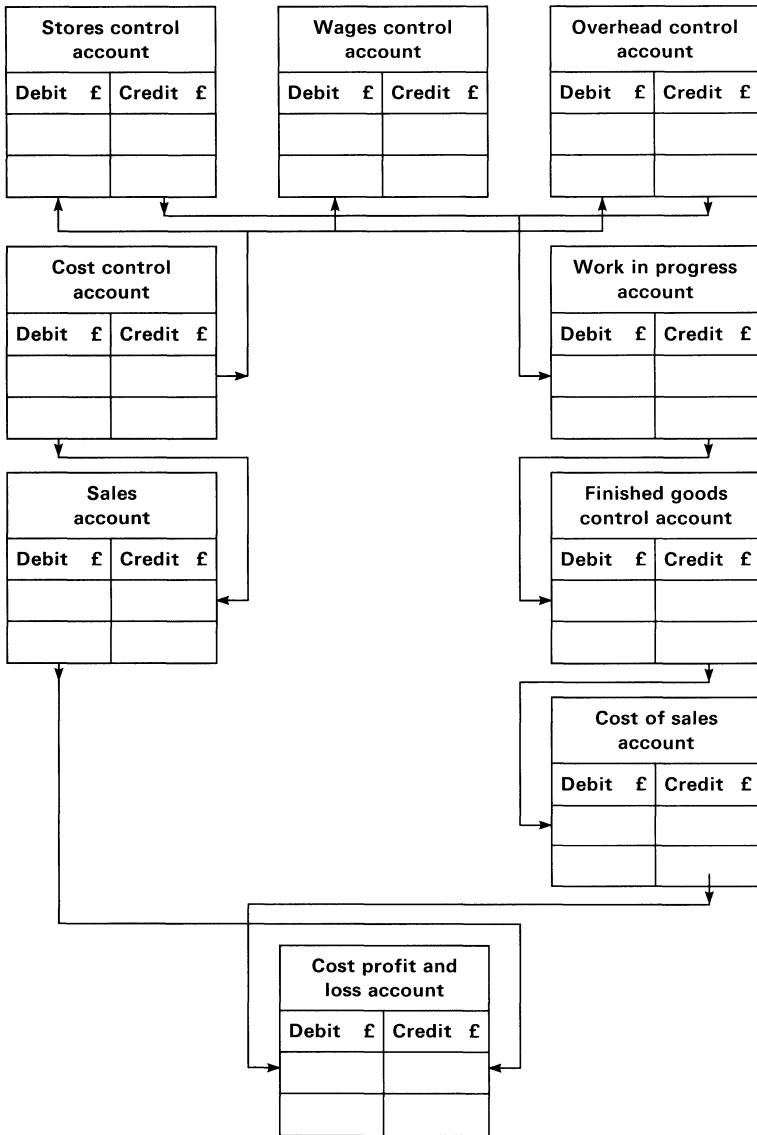 Stores control
account
Debit £ Credit £
Wages control
account
Debit £ Credit £
Overhead control
account
Debit £ Credit £
Cost control
account
Debit £ Credit £
Work in progress
account
Debit £ Credit £
Sales
account
Debit £ Credit £
Finished goods
control account
Debit £ Credit £
Cost of sales
account
Debit £ Credit £
Cost profit and
loss account
Debit £ Credit £